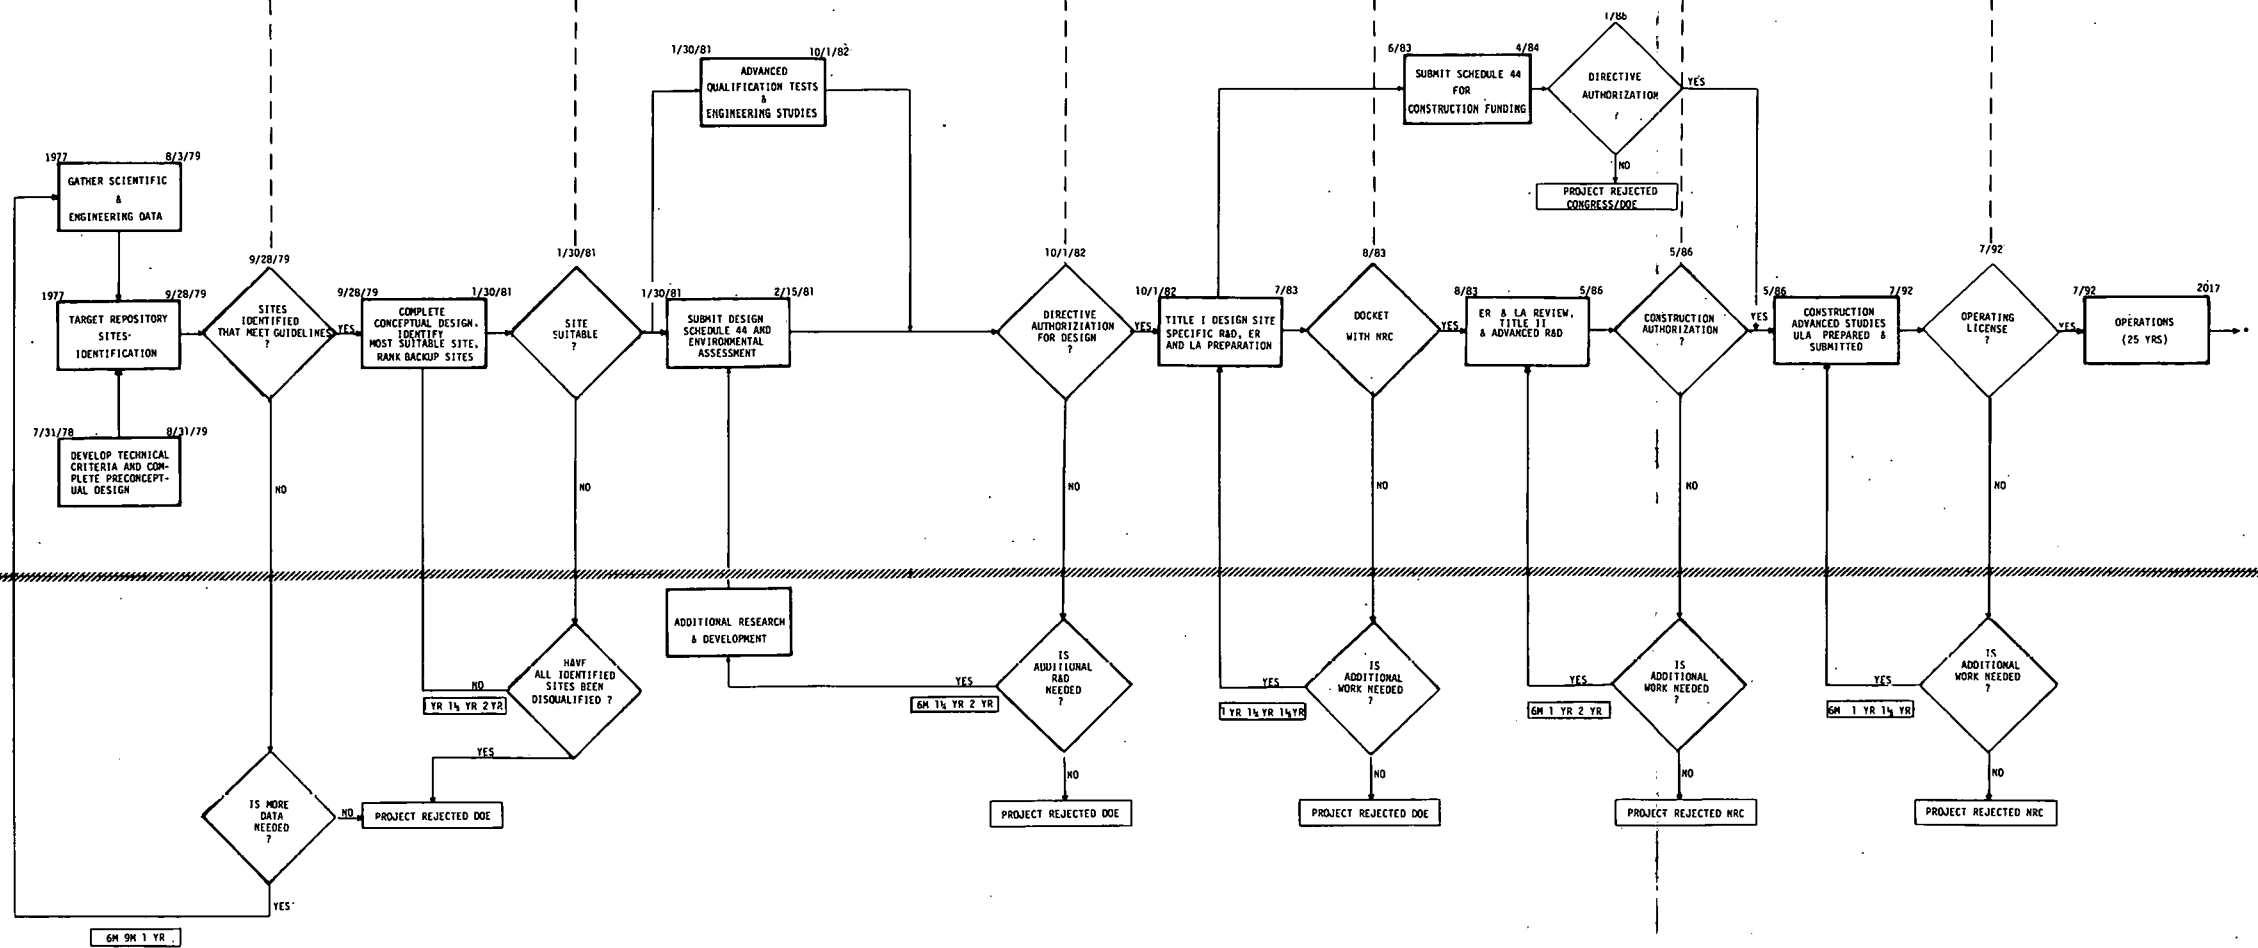 1/86
1/30/81
10/1/82
ADVANCED
QUALIFICATION TESTS
&
ENGINEERING STUDIES
6/83
4/84
SUBMIT SCHEDULE 44
FOR
CONSTRUCTION FUNDING
DIRECTIVE
AUTHORIZATION
?
YES
NO
PROJECT REJECTED
CONGRESS/DOE
1977
8/3/79
GATHER SCIENTIFIC
&
ENGINEERING DATA
1977
9/28/79
TARGET REPOSITORY
SITES-
IDENTIFICATION
7/31/78
8/31/79
DEVELOP TECHNICAL
CRITERIA AND COM-
PLETE PRECONCEPT-
UAL DESIGN
9/28/79
SITES
IDENTIFIED
THAT MEET GUIDELINES
?
YES
NO
9/28/79
1/30/81
COMPLETE
CONCEPTUAL DESIGN.
IDENTIFY
MOST SUITABLE SITE.
RANK BACKUP SITES
1/30/81
SITE
SUITABLE
?
NO
1/30/81
2/15/81
SUBMIT DESIGN
SCHEDULE 44 AND
ENVIRONMENTAL
ASSESSMENT
10/1/82
DIRECTIVE
AUTHORIZIATION
FOR DESIGN
?
YES
NO
10/1/82
7/83
TITLE I DESIGN SITE
SPECIFIC R&D, ER
AND LA PREPARATION
8/83
DOCKET
WITH NRC
YES
NO
8/83
5/86
ER & LA REVIEW,
TITLE II
& ADVANCED R&D
5/86
CONSTRUCTION
AUTHORIZATION
?
YES
NO
5/86
7/92
CONSTRUCTION
ADVANCED STUDIES
ULA PREPARED &
SUBMITTED
7/92
OPERATING
LICENSE
?
YES
NO
7/92
2017
OPERATIONS
(25 YRS)
ADDITIONAL RESEARCH
& DEVELOPMENT
HAVE
ALL IDENTIFIED
SITES BEEN
DISQUALIFIED ?
NO
1 YR 1½ YR 2 YR
YES
IS
ADDITIONAL
R&D
NEEDED
?
YES
6M 1½ YR 2 YR
NO
PROJECT REJECTED DOE
IS
ADDITIONAL
WORK NEEDED
?
YES
1 YR 1½ YR 1½ YR
NO
PROJECT REJECTED DOE
IS
ADDITIONAL
WORK NEEDED
?
YES
6M 1 YR 2 YR
NO
PROJECT REJECTED NRC
IS
ADDITIONAL
WORK NEEDED
?
YES
6M 1 YR 1½ YR
NO
PROJECT REJECTED NRC
IS MORE
DATA
NEEDED
?
NO
PROJECT REJECTED DOE
YES
6M 9M 1 YR